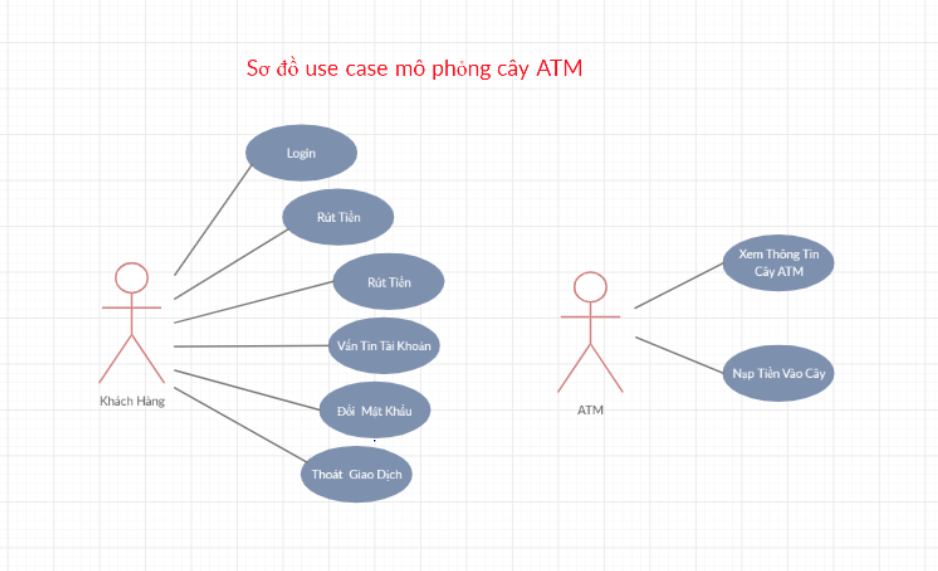 Sơ đồ use case mô phỏng cây ATM
Login
Rút Tiền
Rút Tiền
Vấn Tin Tài Khoản
Đổi Mật Khẩu
Thoát Giao Dịch
Khách Hàng
Xem Thông Tin
Cây ATM
Nạp Tiền Vào Cây
ATM